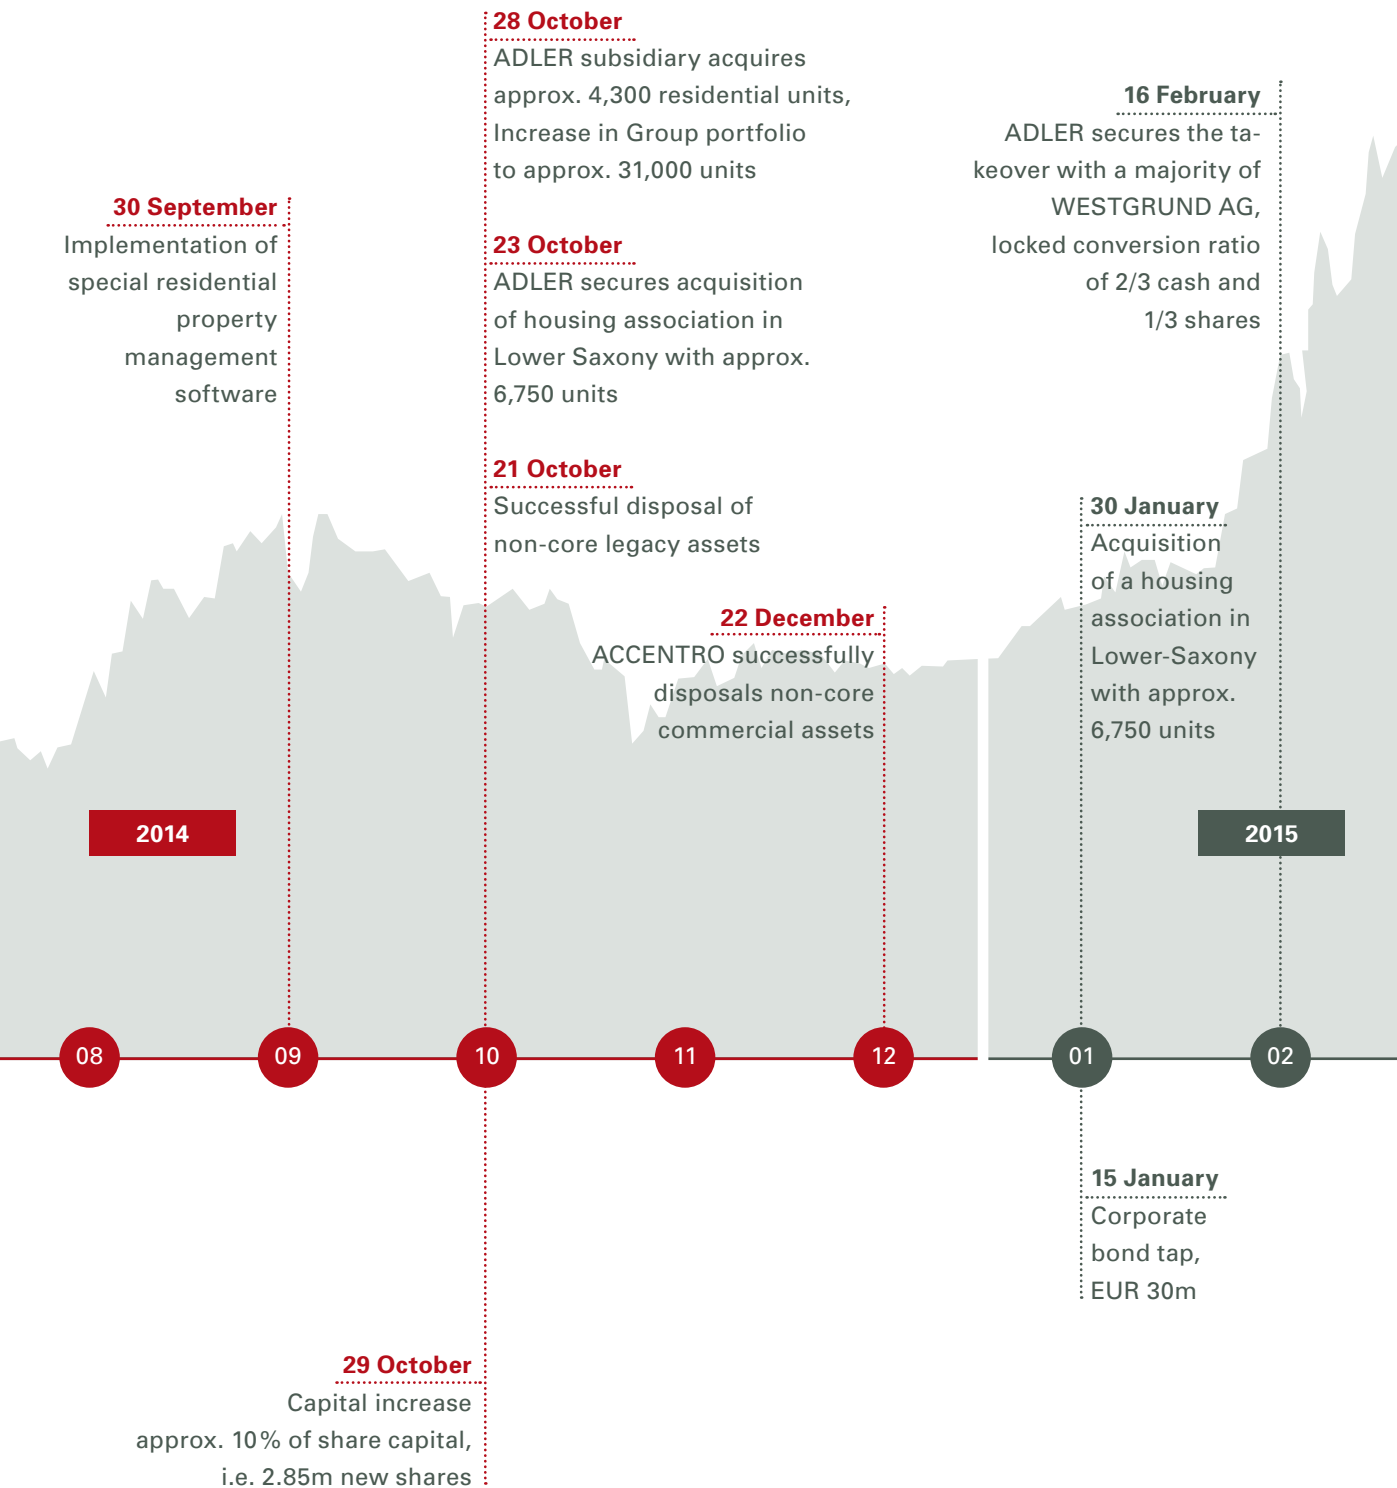 28 October
ADLER subsidiary acquires
approx. 4,300 residential units,
Increase in Group portfolio
to approx. 31,000 units
16 February
ADLER secures the ta-
keover with a majority of
WESTGRUND AG,
locked conversion ratio
of 2/3 cash and
1/3 shares
30 September
Implementation of
special residential
property
management
software
23 October
ADLER secures acquisition
of housing association in
Lower Saxony with approx.
6,750 units
21 October
Successful disposal of
non-core legacy assets
30 January
Acquisition
of a housing
association in
Lower-Saxony
with approx.
6,750 units
22 December
ACCENTRO successfully
disposals non-core
commercial assets
2014
2015
08
09
10
11
12
01
02
15 January
Corporate
bond tap,
EUR 30m
29 October
Capital increase
approx. 10% of share capital,
i.e. 2.85m new shares